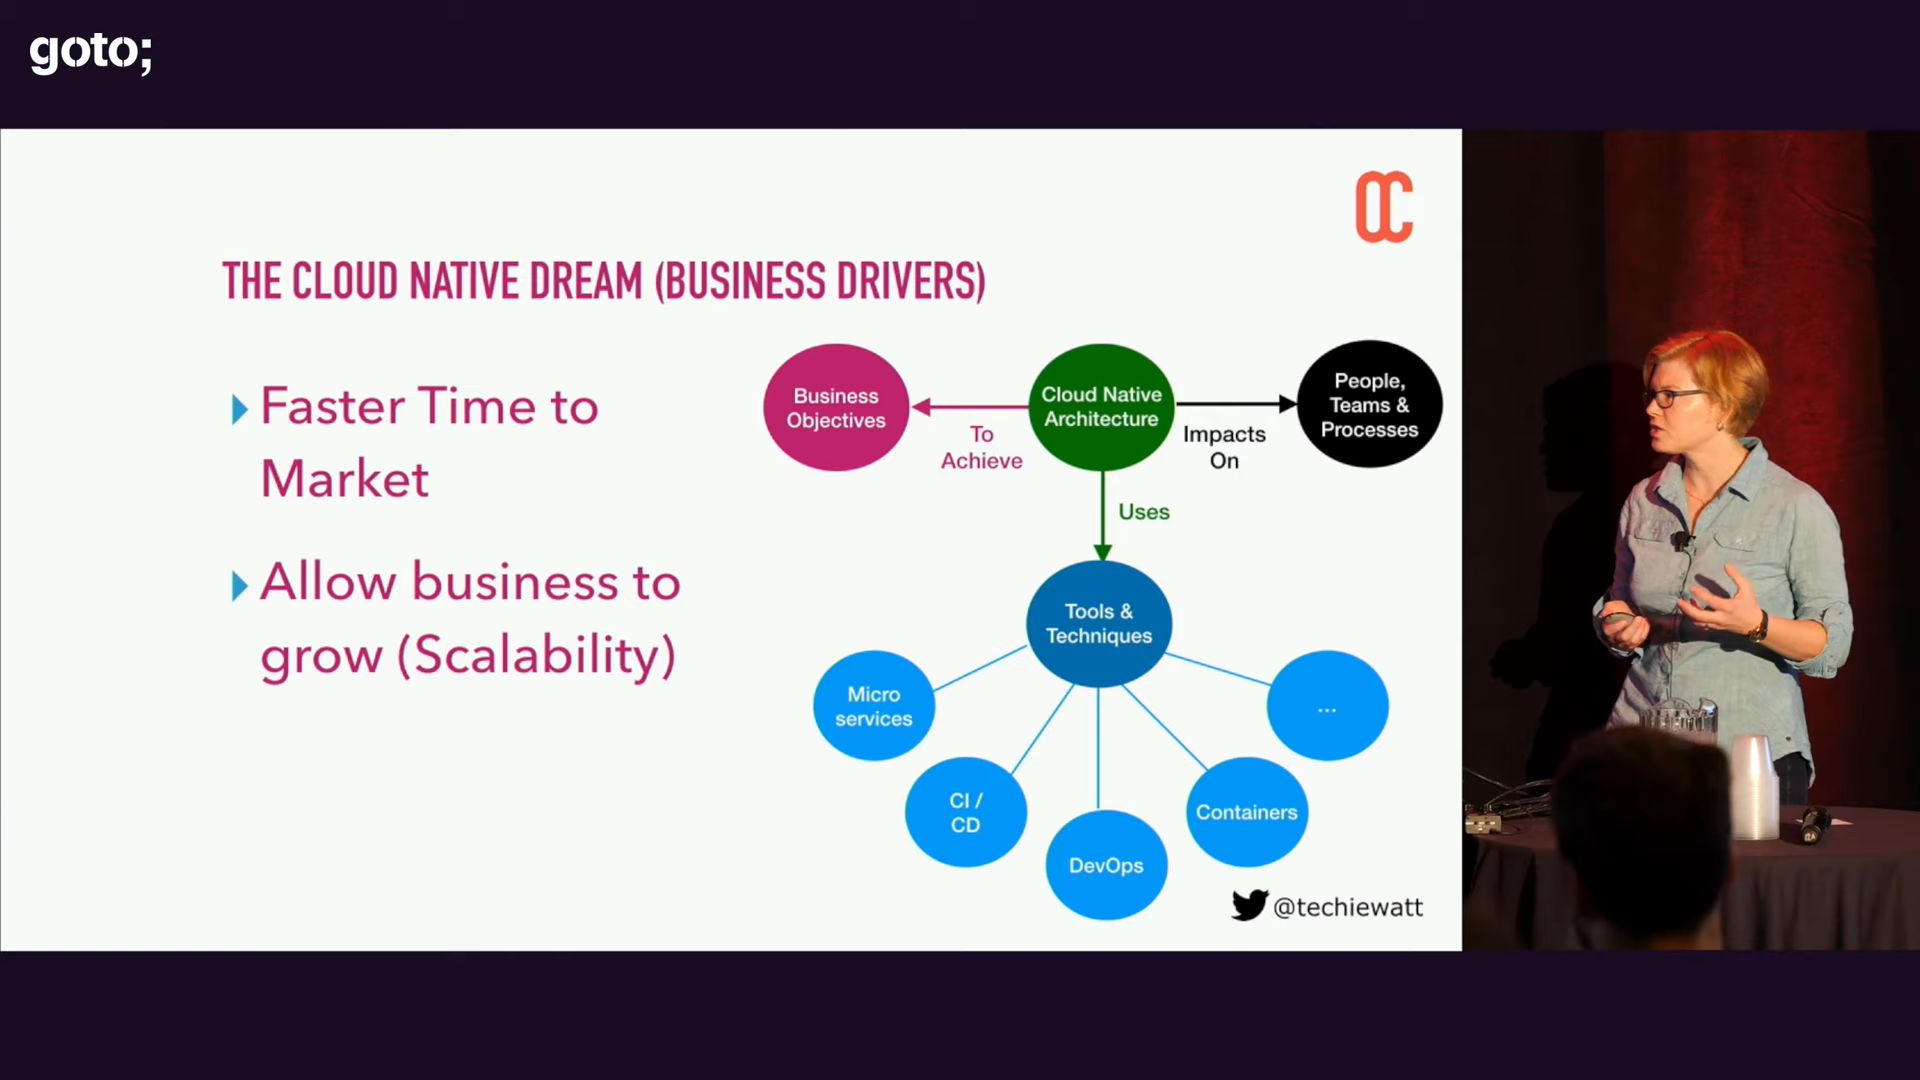 goto;
THE CLOUD NATIVE DREAM (BUSINESS DRIVERS)
Faster Time to
Market
Allow business to
grow (Scalability)
Business
Objectives
To
Achieve
Cloud Native
Architecture
Impacts
On
People,
Teams &
Processes
Uses
Tools &
Techniques
Micro
services
CI /
CD
DevOps
Containers
...
@techiewatt